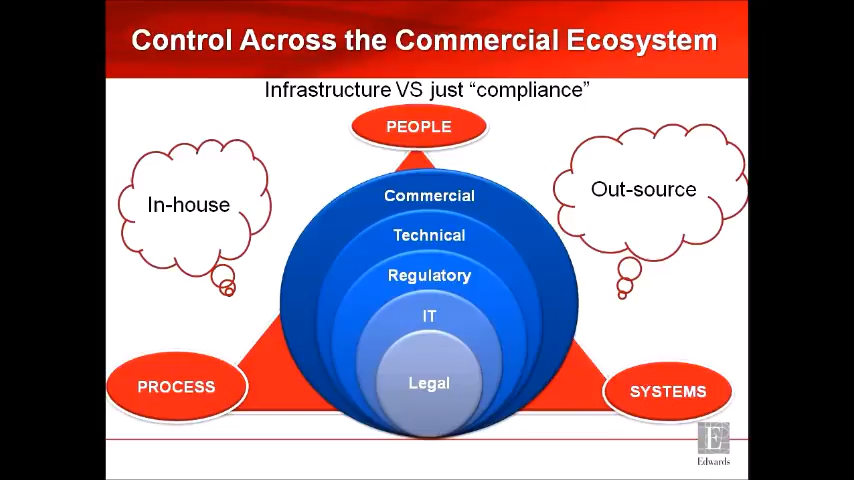 Control Across the Commercial Ecosystem
Infrastructure VS just “compliance”
PEOPLE
In-house
Out-source
Commercial
Technical
Regulatory
IT
Legal
PROCESS
SYSTEMS
E
Edwards